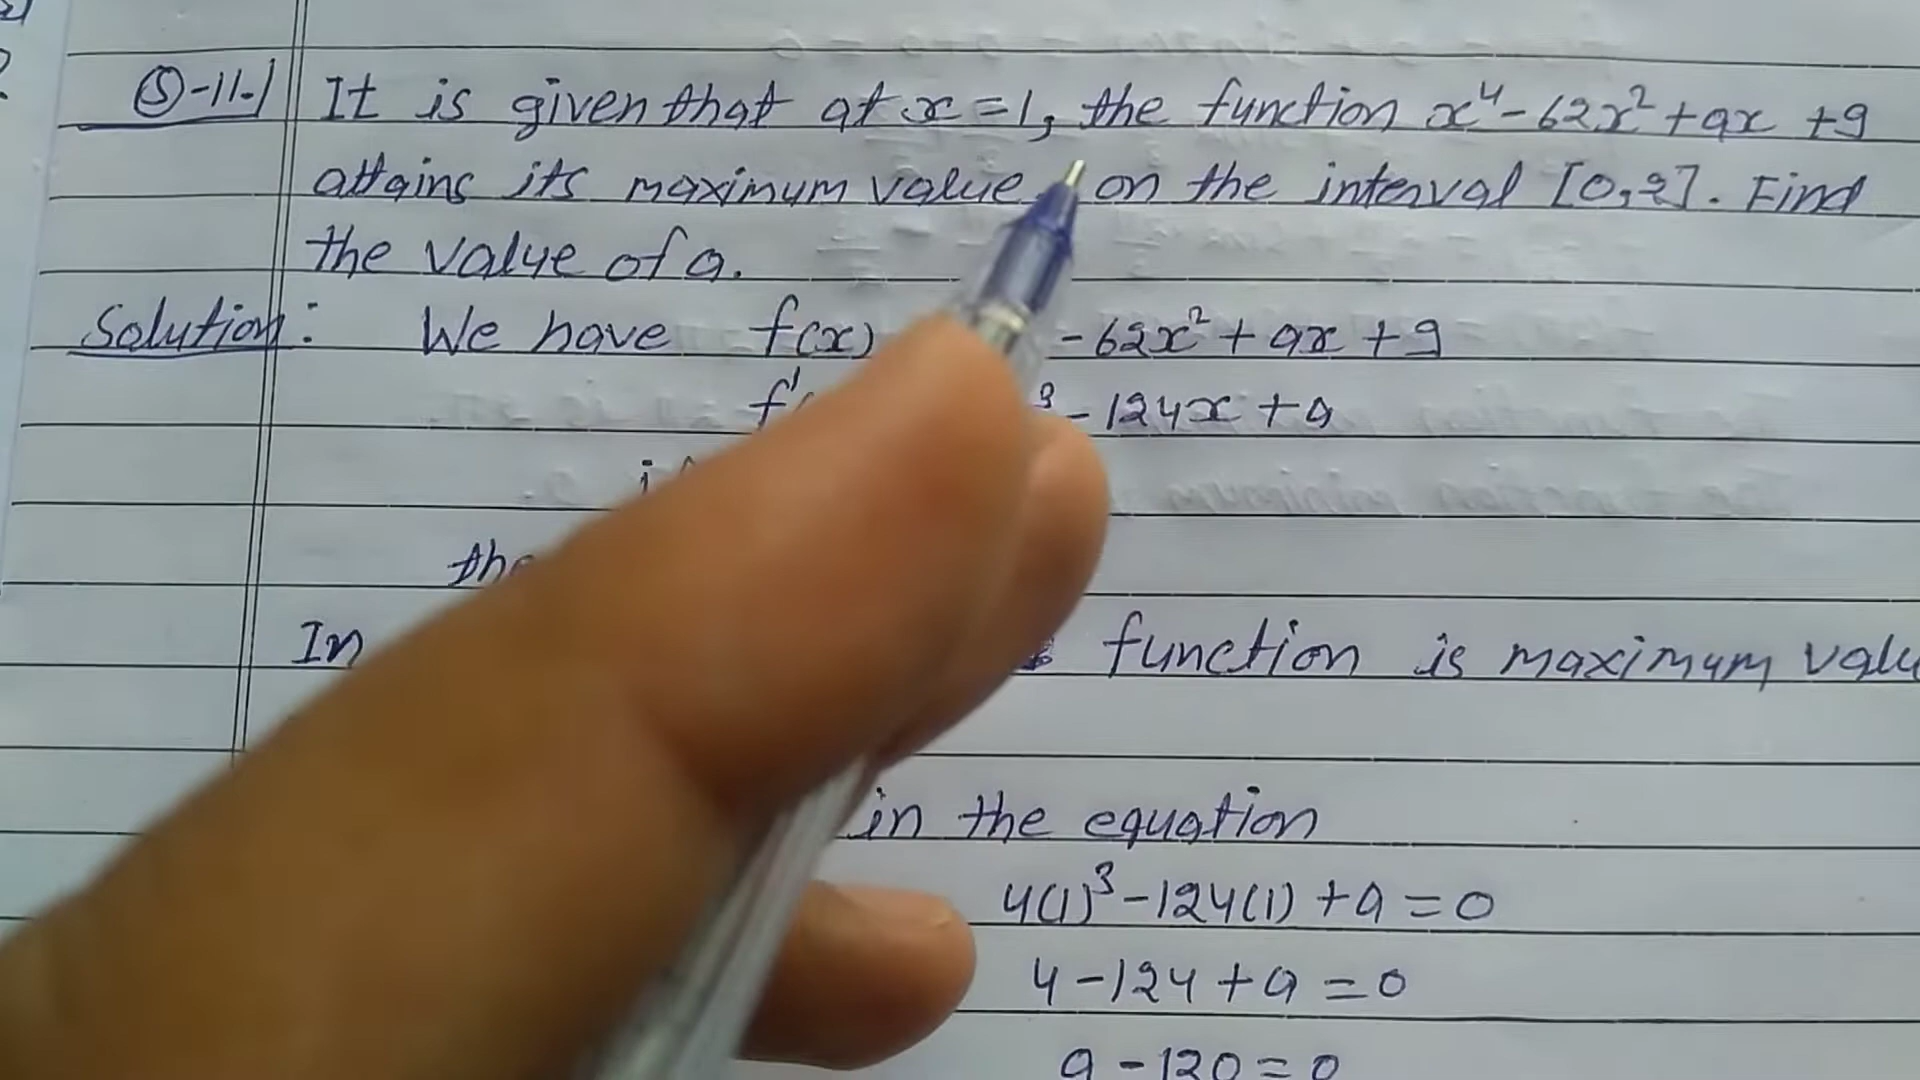 ⑤-11-| It is given that at x=1, the function x⁴-62x²+ax +9
attains its maximum value, on the interval [0,2]. Find
the value of a.
Solution: We have f(x) -62x²+ax+9
f' ³-124x+a
In function is maximum
in the equation
4(1)³-124(1)+a=0
4-124+a=0
a-120=0